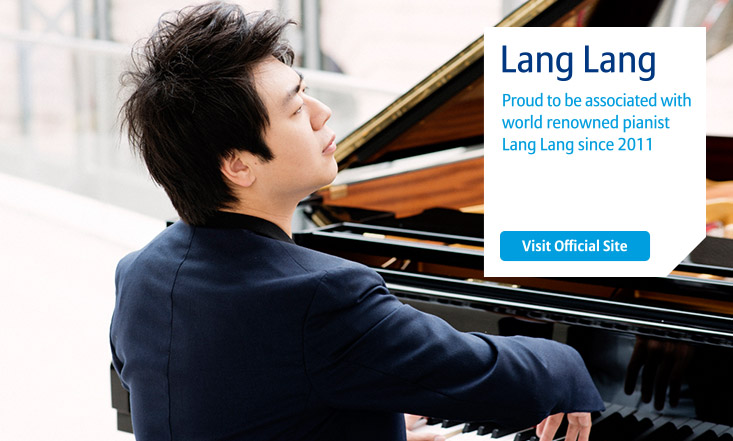 Lang Lang
Proud to be associated with
world renowned pianist
Lang Lang since 2011
Visit Official Site